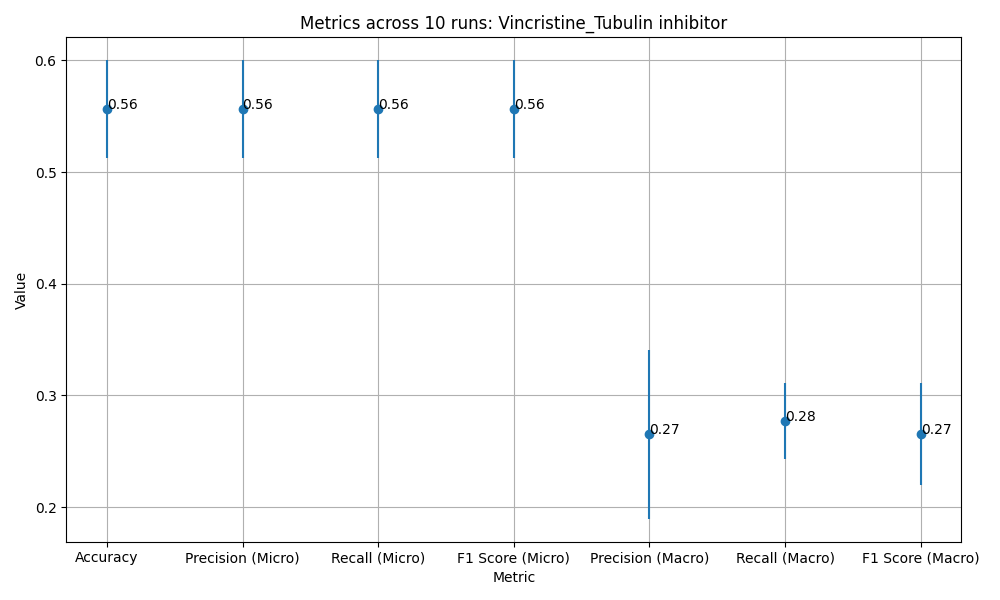 Metrics across 10 runs: Vincristine_Tubulin inhibitor
0.6
0.56 0.56 0.56 0.56
0.5
Value
0.4
0.3
0.27 0.28 0.27
0.2
Accuracy Precision (Micro) Recall (Micro) F1 Score (Micro) Precision (Macro) Recall (Macro) F1 Score (Macro)
Metric